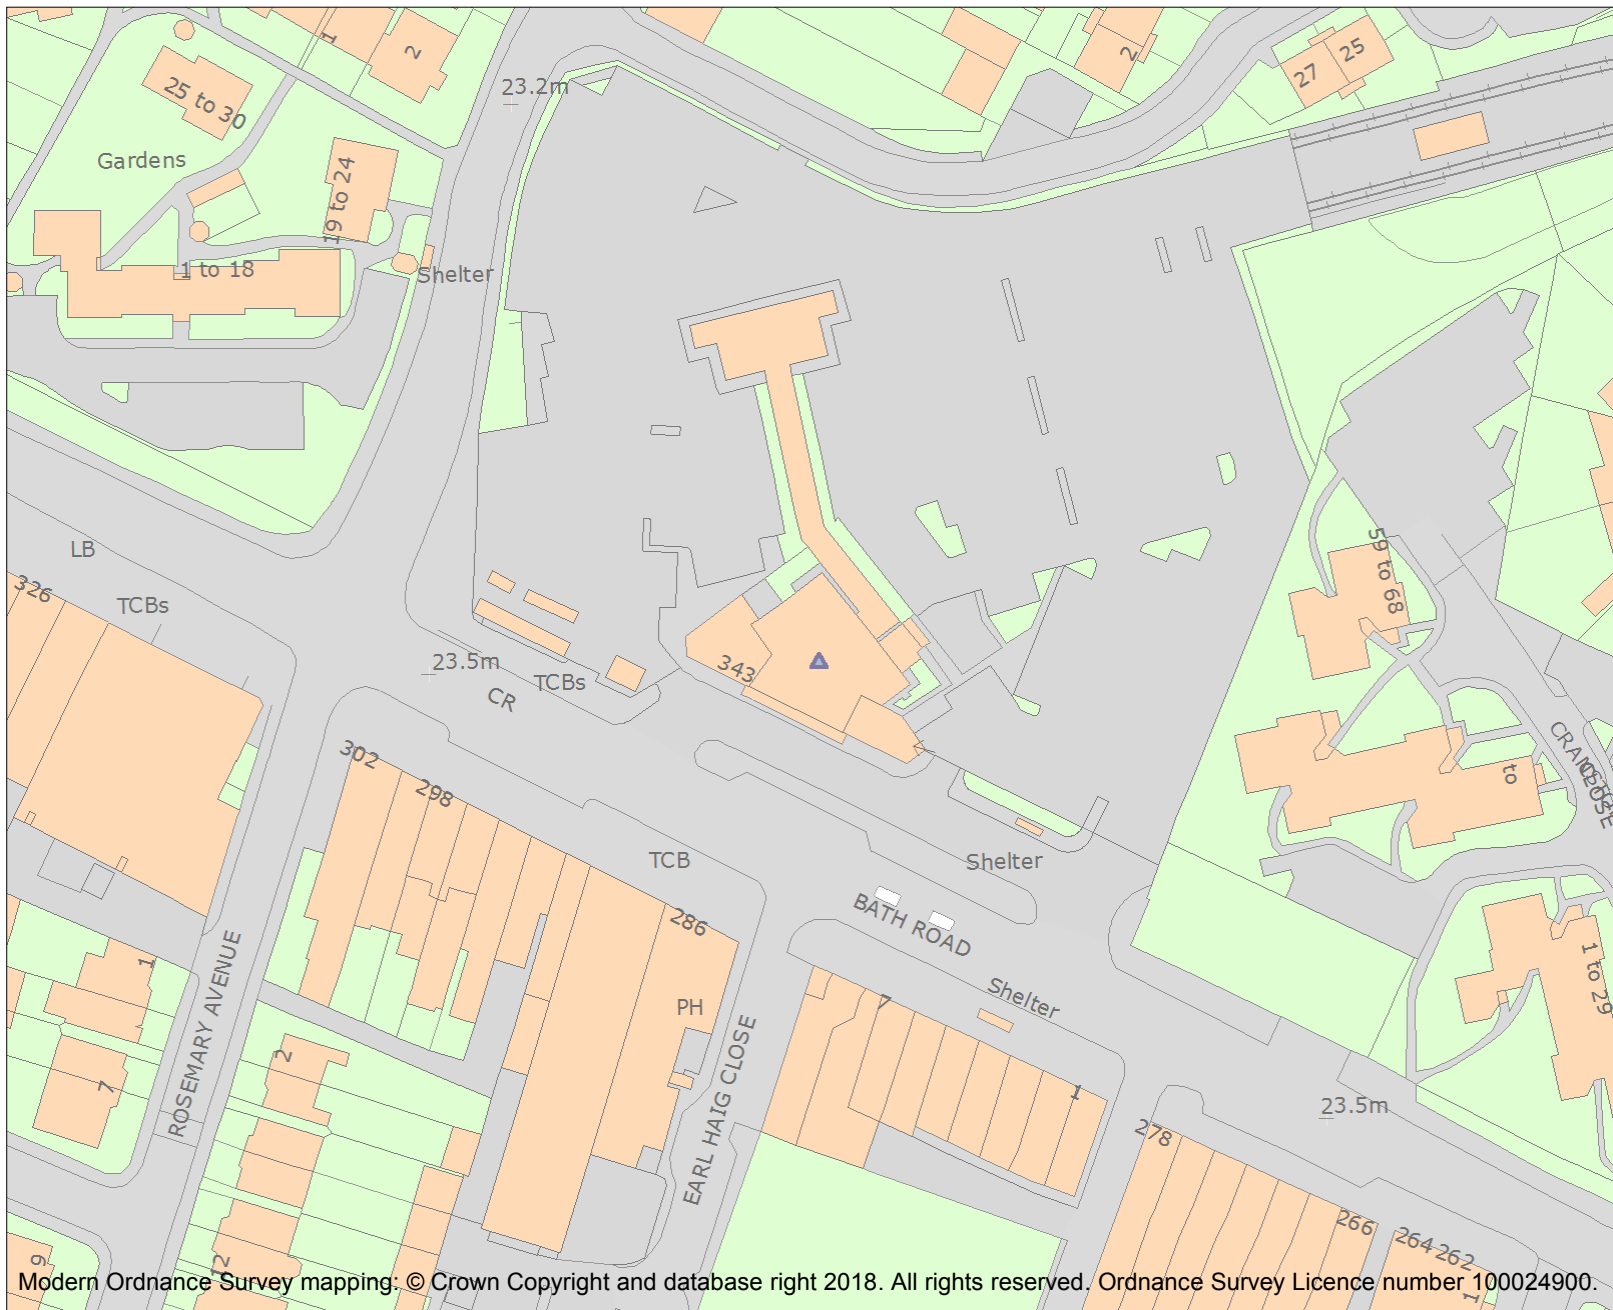 1
2
2
25
27
23.2m
25 to 30
Gardens
19 to 24
1 to 18
Shelter
LB
326
TCBs
59 to 68
23.5m
TCBs
CR
343
302
298
to
TCB
Shelter
BATH ROAD
286
PH
Shelter
7
1 to 29
1
ROSEMARY AVENUE
2
7
EARL HAIG CLOSE
1
23.5m
278
266
264
262
9
12
1
CLOSE
Modern Ordnance Survey mapping: © Crown Copyright and database right 2018. All rights reserved. Ordnance Survey Licence number 100024900.